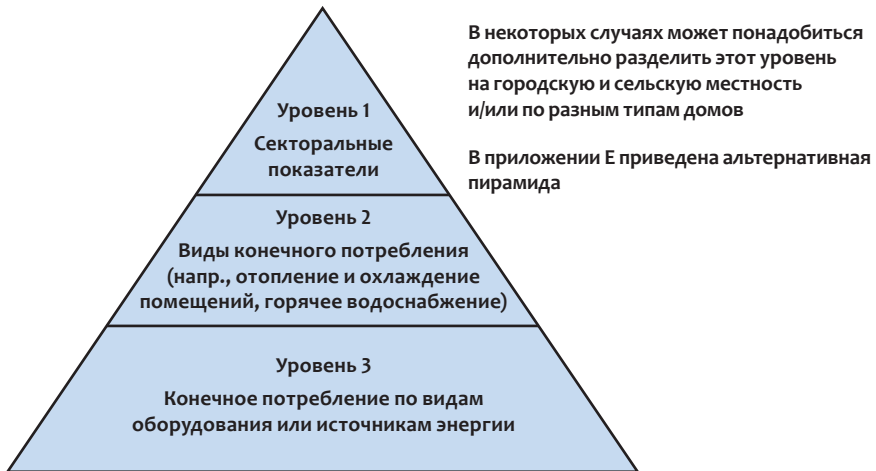 В некоторых случаях может понадобиться
дополнительно разделить этот уровень
на городскую и сельскую местность
и/или по разным типам домов
В приложении Е приведена альтернативная
пирамида
Уровень 1
Секторальные
показатели
Уровень 2
Виды конечного потребления
(напр., отопление и охлаждение
помещений, горячее водоснабжение)
Уровень 3
Конечное потребление по видам
оборудования или источникам энергии